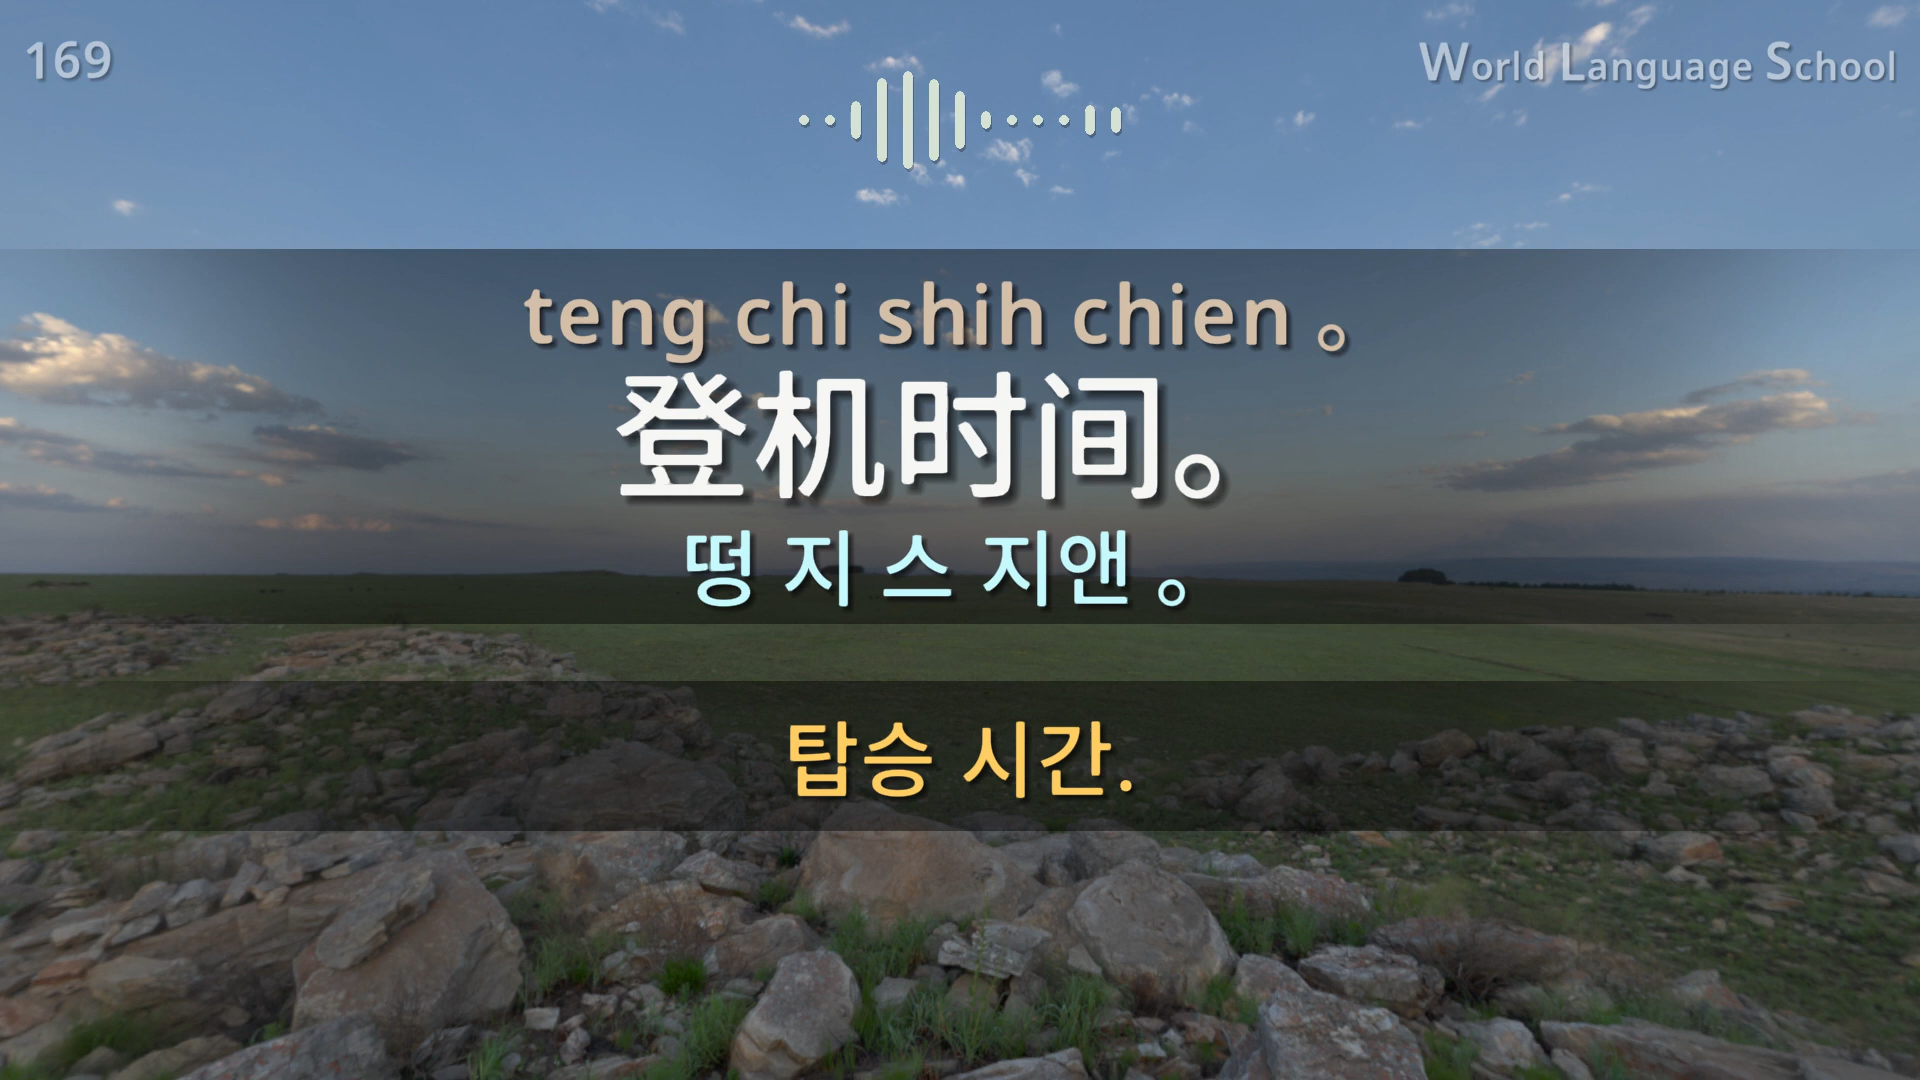 169
World Language School
teng chi shih chien 。
登机时间。
떵 지 스 지앤 。
탑승 시간.